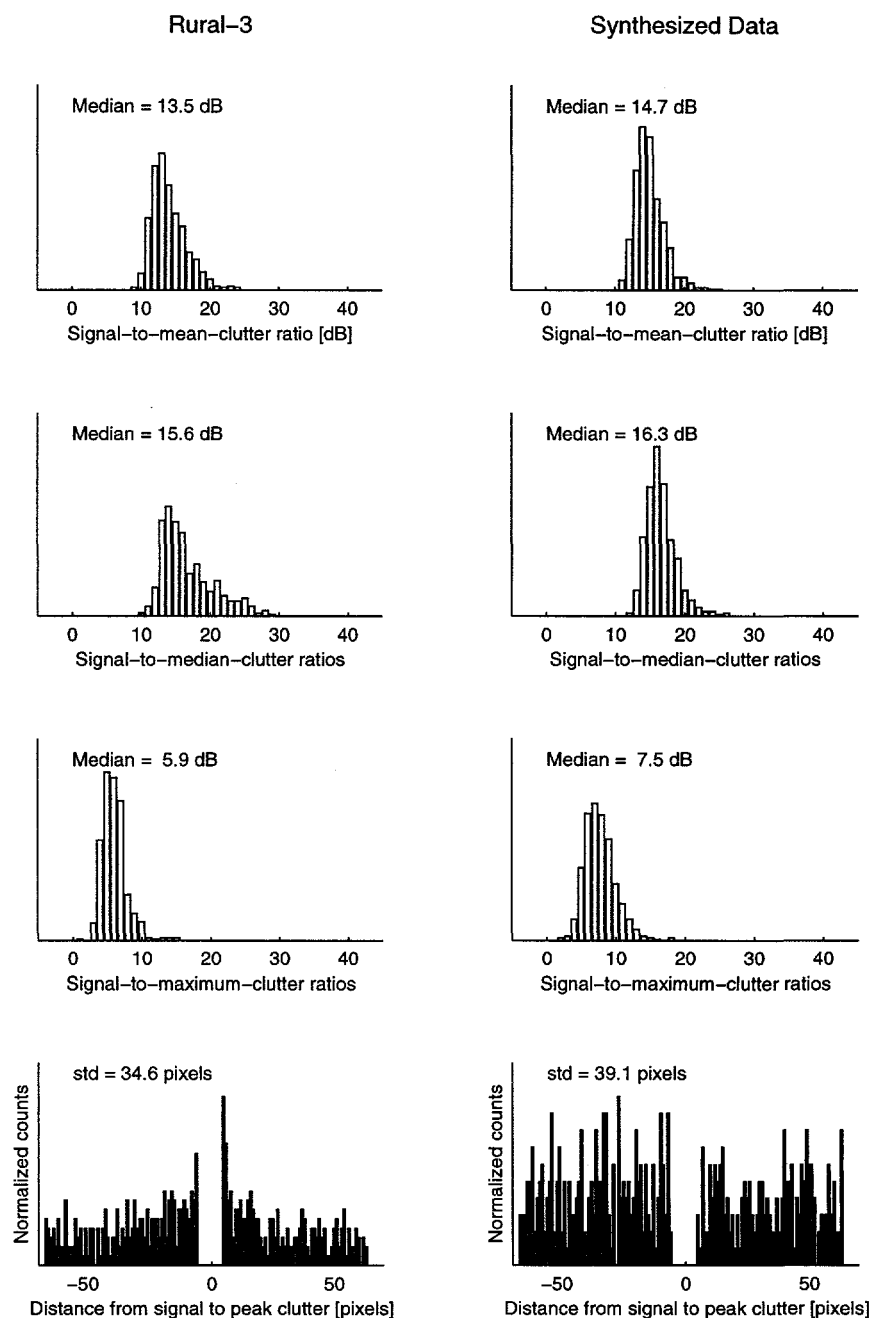 Rural–3
Synthesized Data
Median = 13.5 dB
Median = 14.7 dB
0 10 20 30 40
0 10 20 30 40
Signal–to–mean–clutter ratio [dB]
Signal–to–mean–clutter ratio [dB]
Median = 15.6 dB
Median = 16.3 dB
0 10 20 30 40
0 10 20 30 40
Signal–to–median–clutter ratios
Signal–to–median–clutter ratios
Median = 5.9 dB
Median = 7.5 dB
0 10 20 30 40
0 10 20 30 40
Signal–to–maximum–clutter ratios
Signal–to–maximum–clutter ratios
std = 34.6 pixels
std = 39.1 pixels
Normalized counts
Normalized counts
–50 0 50
–50 0 50
Distance from signal to peak clutter [pixels]
Distance from signal to peak clutter [pixels]